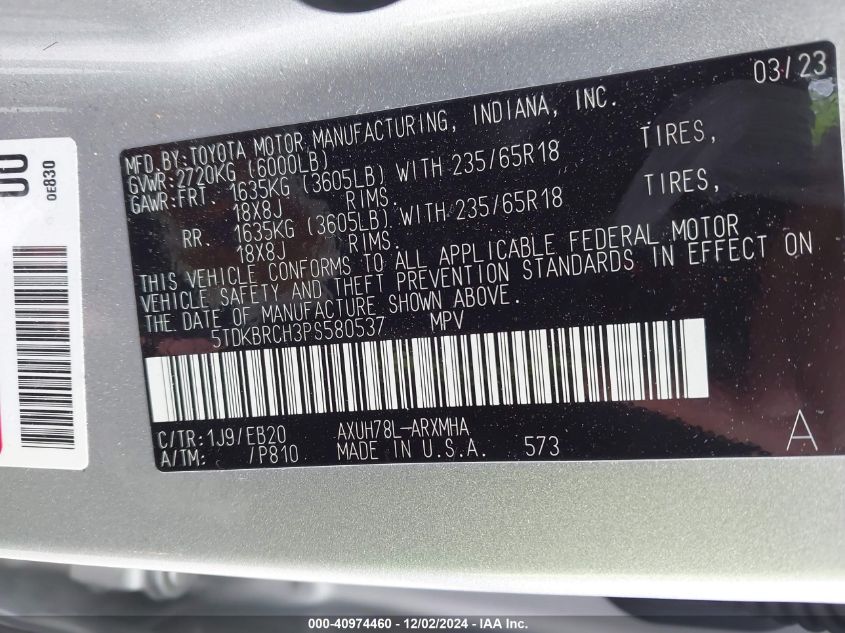 03/23
MFD.BY:TOYOTA MOTOR MANUFACTURING, INDIANA, INC.
GVWR:2720KG (6000LB)
GAWR:FRT. 1635KG (3605LB) WITH 235/65R18 TIRES,
18X8J RIMS.
RR. 1635KG (3605LB) WITH 235/65R18 TIRES,
18X8J RIMS.
THIS VEHICLE CONFORMS TO ALL APPLICABLE FEDERAL MOTOR
VEHICLE SAFETY AND THEFT PREVENTION STANDARDS IN EFFECT ON
THE DATE OF MANUFACTURE SHOWN ABOVE.
5TDKBRCH3PS580537 MPV
C/TR:1J9/EB20 AXUH78L-ARXMHA A
A/TM: /P810 MADE IN U.S.A. 573
00
0E830
000-40974460 - 12/02/2024 - IAA Inc.